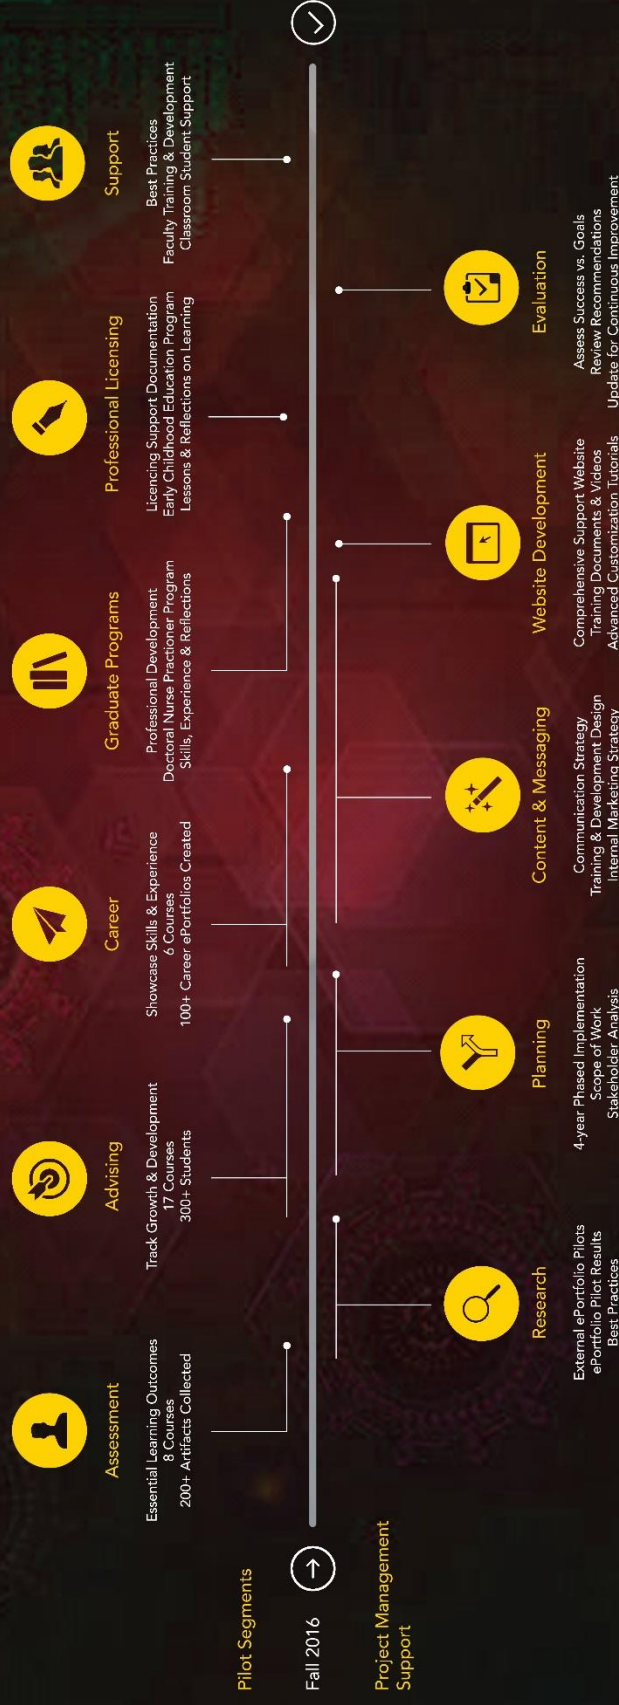 Pilot Segments
Fall 2016
Project Management
Support
Assessment
Essential Learning Outcomes
8 Courses
200+ Artifacts Collected
Advising
Track Growth & Development
17 Courses
300+ Students
Career
Showcase Skills & Experience
6 Courses
100+ Career ePortfolios Created
Graduate Programs
Professional Development
Doctoral Nurse Practioner Program
Skills, Experience & Reflections
Professional Licensing
Licencing Support Documentation
Early Childhood Education Program
Lessons & Reflections on Learning
Support
Best Practices
Faculty Training & Development
Classroom Student Support
Research
External ePortfolio Pilots
ePortfolio Pilot Results
Best Practices
Planning
4-year Phased Implementation
Scope of Work
Stakeholder Analysis
Content & Messaging
Communication Strategy
Training & Development Design
Internal Marketing Strategy
Website Development
Comprehensive Support Website
Training Documents & Videos
Advanced Customization Tutorials
Evaluation
Assess Success vs. Goals
Review Recommendations
Update for Continuous Improvement